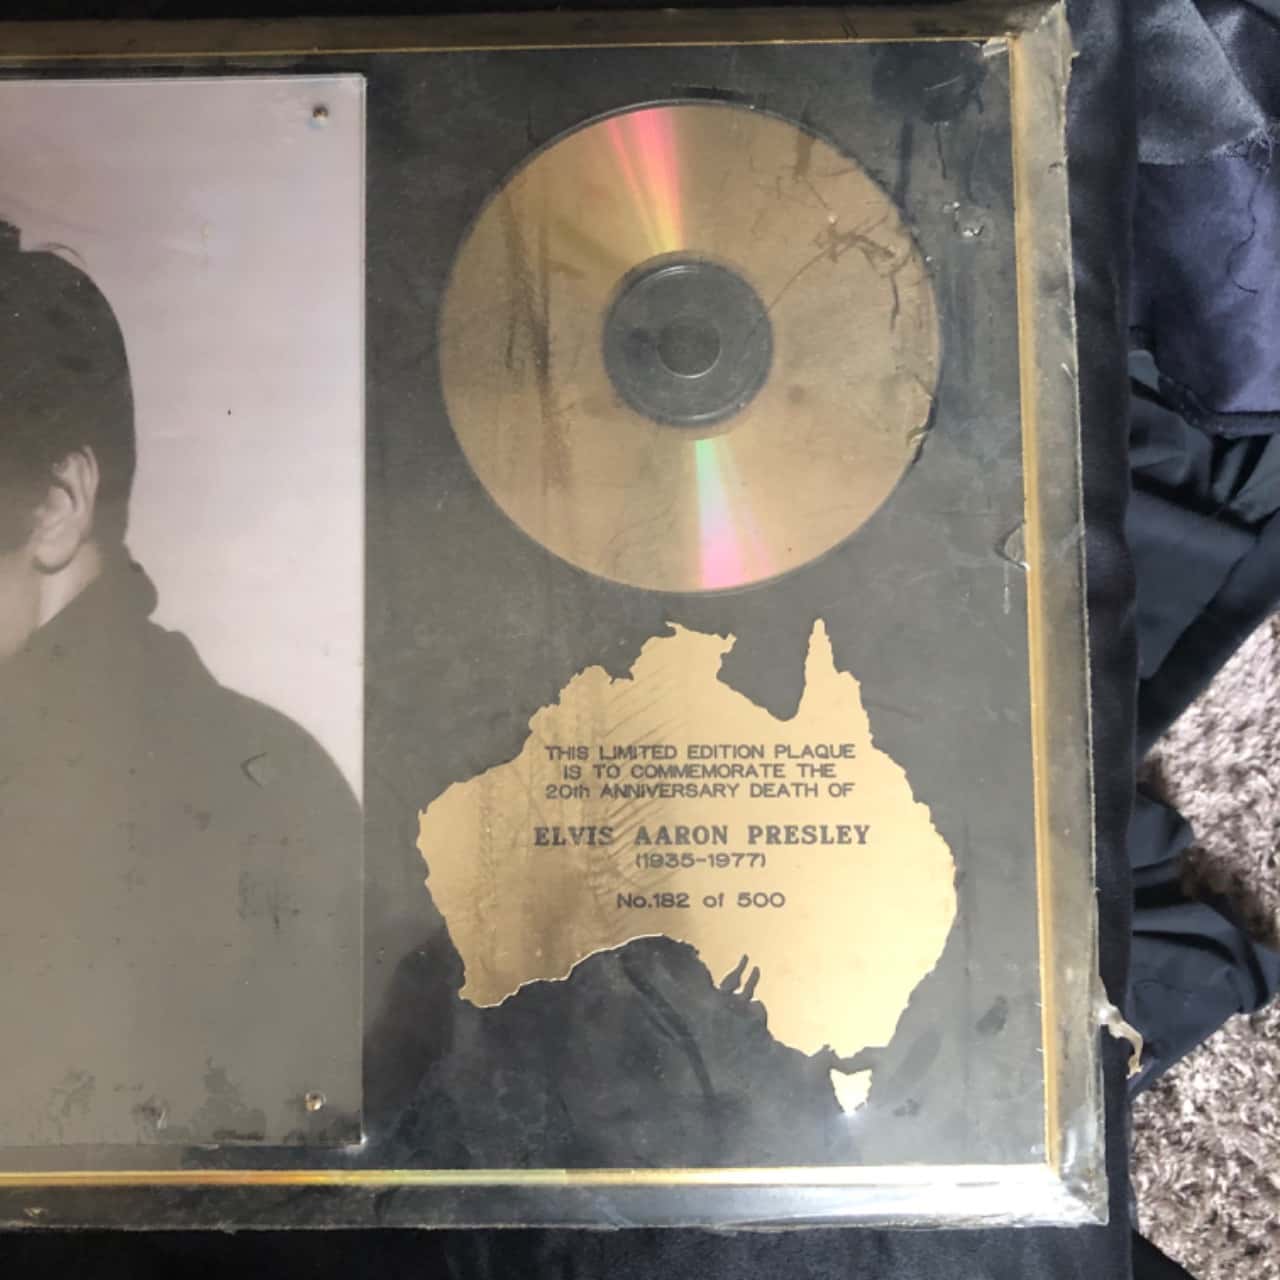 THIS LIMITED EDITION PLAQUE
IS TO COMMEMORATE THE
20th ANNIVERSARY DEATH OF
ELVIS AARON PRESLEY
(1935-1977)
No.182 of 500